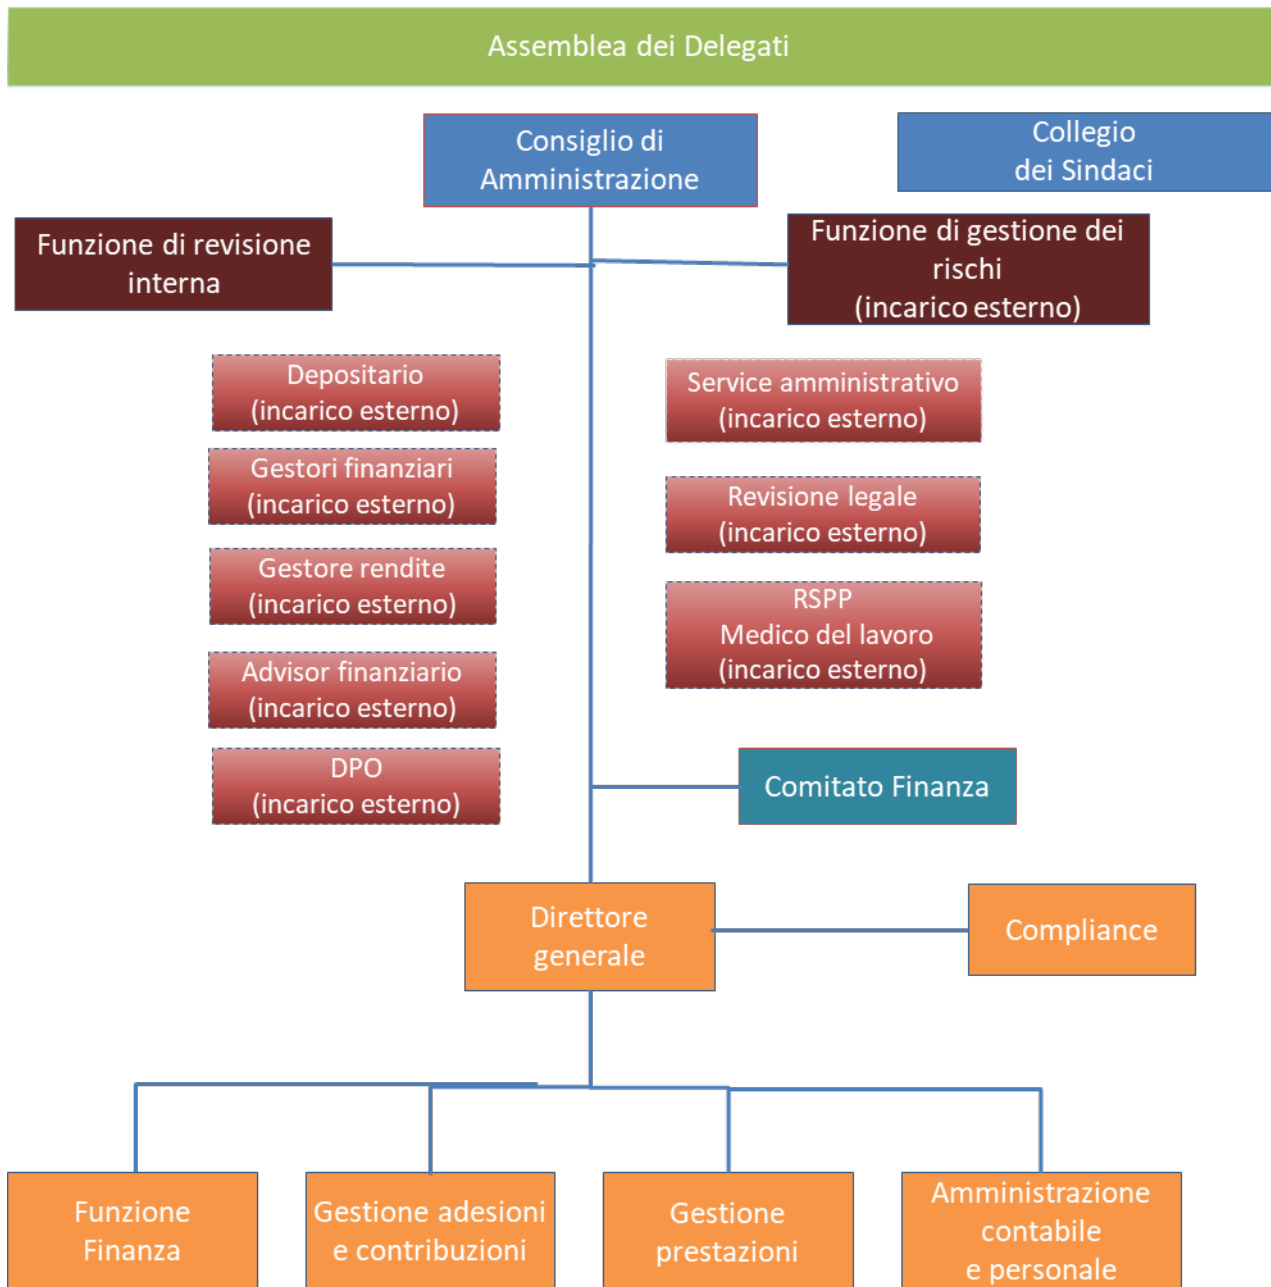 Assemblea dei Delegati
Consiglio di
Amministrazione
Collegio
dei Sindaci
Funzione di revisione
interna
Funzione di gestione dei
rischi
(incarico esterno)
Depositario
(incarico esterno)
Service amministrativo
(incarico esterno)
Gestori finanziari
(incarico esterno)
Revisione legale
(incarico esterno)
Gestore rendite
(incarico esterno)
RSPP
Medico del lavoro
(incarico esterno)
Advisor finanziario
(incarico esterno)
DPO
(incarico esterno)
Comitato Finanza
Direttore
generale
Compliance
Funzione
Finanza
Gestione adesioni
e contribuzioni
Gestione
prestazioni
Amministrazione
contabile
e personale